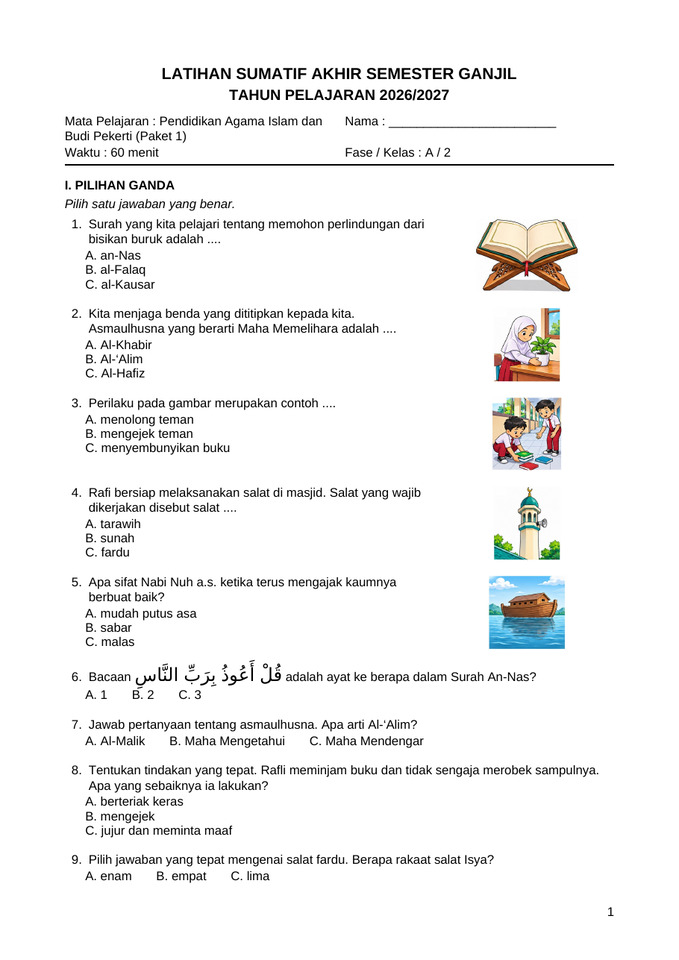 LATIHAN SUMATIF AKHIR SEMESTER GANJIL
TAHUN PELAJARAN 2026/2027
Mata Pelajaran : Pendidikan Agama Islam dan Budi Pekerti (Paket 1)
Nama : ________________________
Waktu : 60 menit
Fase / Kelas : A / 2
I. PILIHAN GANDA
Pilih satu jawaban yang benar.
1. Surah yang kita pelajari tentang memohon perlindungan dari
bisikan buruk adalah ....
A. an-Nas
B. al-Falaq
C. al-Kausar
2. Kita menjaga benda yang dititipkan kepada kita.
Asmaulhusna yang berarti Maha Memelihara adalah ....
A. Al-Khabir
B. Al-‘Alim
C. Al-Hafiz
3. Perilaku pada gambar merupakan contoh ....
A. menolong teman
B. mengejek teman
C. menyembunyikan buku
4. Rafi bersiap melaksanakan salat di masjid. Salat yang wajib
dikerjakan disebut salat ....
A. tarawih
B. sunah
C. fardu
5. Apa sifat Nabi Nuh a.s. ketika terus mengajak kaumnya
berbuat baik?
A. mudah putus asa
B. sabar
C. malas
6. Bacaan قُلْ أَعُوذُ بِرَبِّ النَّاسِ adalah ayat ke berapa dalam Surah An-Nas?
A. 1 B. 2 C. 3
7. Jawab pertanyaan tentang asmaulhusna. Apa arti Al-‘Alim?
A. Al-Malik B. Maha Mengetahui C. Maha Mendengar
8. Tentukan tindakan yang tepat. Rafli meminjam buku dan tidak sengaja merobek sampulnya.
Apa yang sebaiknya ia lakukan?
A. berteriak keras
B. mengejek
C. jujur dan meminta maaf
9. Pilih jawaban yang tepat mengenai salat fardu. Berapa rakaat salat Isya?
A. enam B. empat C. lima
1